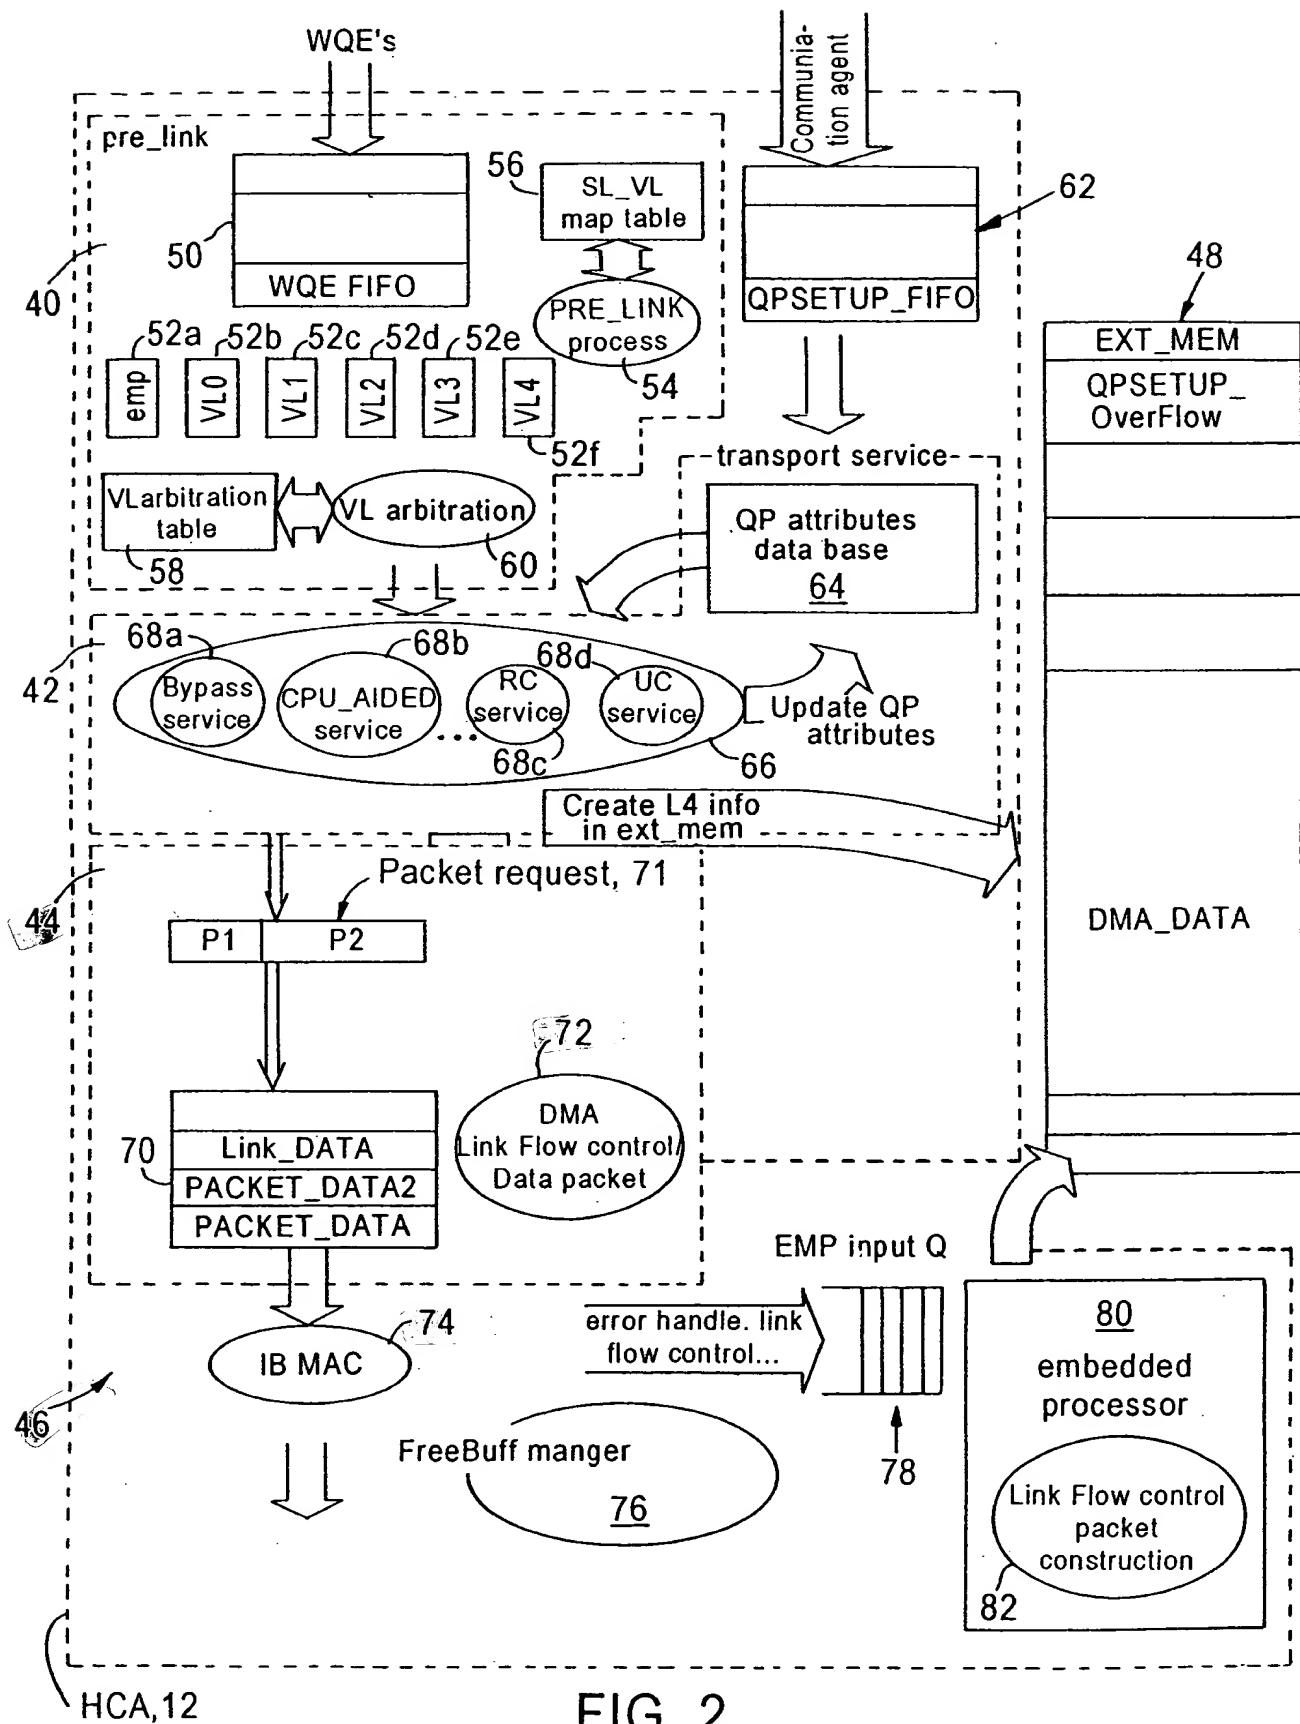 WQE's
Communia-
tion agent
pre_link
56
SL_VL
map table
62
50
40
WQE FIFO
QPSETUP_FIFO
48
PRE_LINK
process
54
EXT_MEM
QPSETUP_
OverFlow
52a
52b
52c
52d
52e
emp
VL0
VL1
VL2
VL3
VL4
52f
transport service
VLarbitration
table
58
VL arbitration
60
QP attributes
data base
64
42
68a
68b
68d
Bypass
service
CPU_AIDED
service
...
RC
service
68c
UC
service
66
Update QP
attributes
Create L4 info
in ext_mem
44
Packet request, 71
P1
P2
DMA_DATA
72
DMA
Link Flow control/
Data packet
70
Link_DATA
PACKET_DATA2
PACKET_DATA
EMP input Q
74
IB MAC
error handle. link
flow control...
78
46
FreeBuff manger
76
80
embedded
processor
Link Flow control
packet
construction
82
HCA,12
FIG. 2